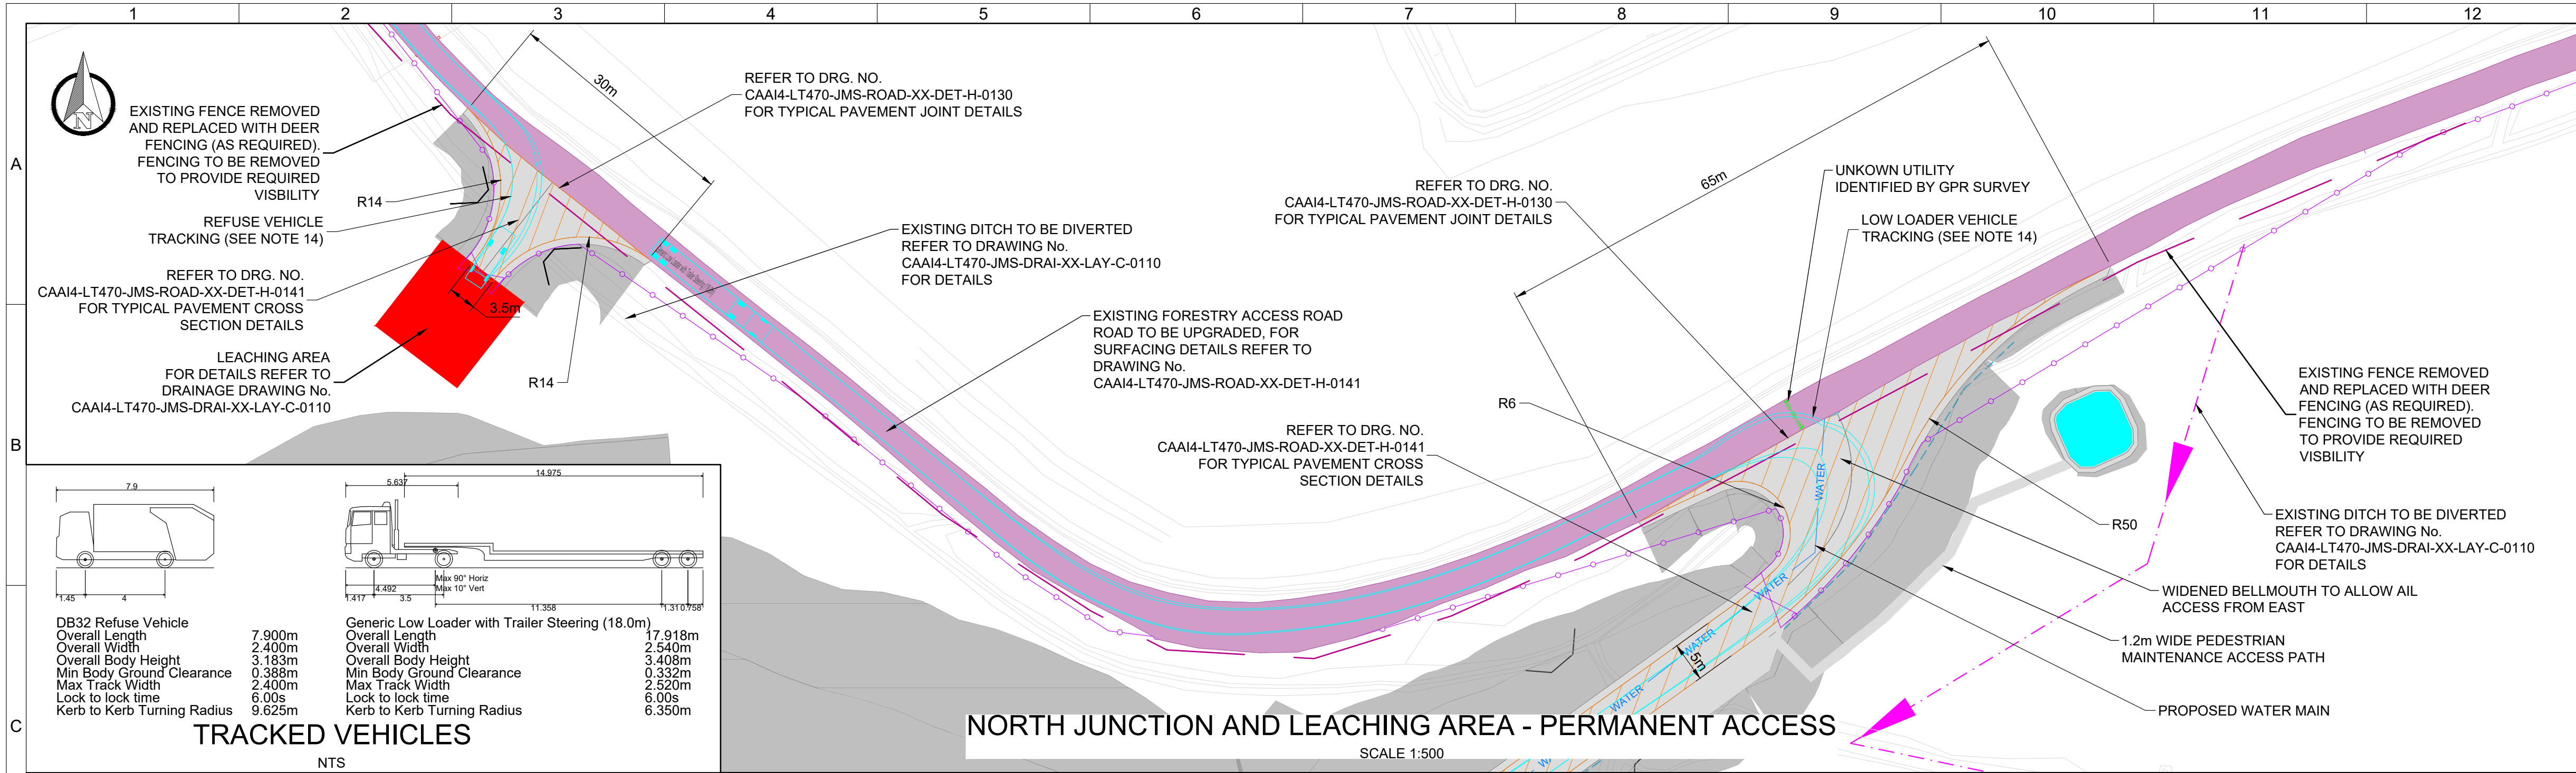 1 2 3 4 5 6 7 8 9 10 11 12
A
B
C
N
EXISTING FENCE REMOVED
AND REPLACED WITH DEER
FENCING (AS REQUIRED).
FENCING TO BE REMOVED
TO PROVIDE REQUIRED
VISBILITY
R14
REFUSE VEHICLE
TRACKING (SEE NOTE 14)
REFER TO DRG. NO.
CAAI4-LT470-JMS-ROAD-XX-DET-H-0141
FOR TYPICAL PAVEMENT CROSS
SECTION DETAILS
3.5m
LEACHING AREA
FOR DETAILS REFER TO
DRAINAGE DRAWING No.
CAAI4-LT470-JMS-DRAI-XX-LAY-C-0110
R14
30m
REFER TO DRG. NO.
CAAI4-LT470-JMS-ROAD-XX-DET-H-0130
FOR TYPICAL PAVEMENT JOINT DETAILS
EXISTING DITCH TO BE DIVERTED
REFER TO DRAWING No.
CAAI4-LT470-JMS-DRAI-XX-LAY-C-0110
FOR DETAILS
EXISTING FORESTRY ACCESS ROAD
ROAD TO BE UPGRADED, FOR
SURFACING DETAILS REFER TO
DRAWING No.
CAAI4-LT470-JMS-ROAD-XX-DET-H-0141
REFER TO DRG. NO.
CAAI4-LT470-JMS-ROAD-XX-DET-H-0130
FOR TYPICAL PAVEMENT JOINT DETAILS
65m
UNKOWN UTILITY
IDENTIFIED BY GPR SURVEY
LOW LOADER VEHICLE
TRACKING (SEE NOTE 14)
R6
REFER TO DRG. NO.
CAAI4-LT470-JMS-ROAD-XX-DET-H-0141
FOR TYPICAL PAVEMENT CROSS
SECTION DETAILS
WATER
WATER
WATER
WATER
5m
EXISTING FENCE REMOVED
AND REPLACED WITH DEER
FENCING (AS REQUIRED).
FENCING TO BE REMOVED
TO PROVIDE REQUIRED
VISBILITY
R50
EXISTING DITCH TO BE DIVERTED
REFER TO DRAWING No.
CAAI4-LT470-JMS-DRAI-XX-LAY-C-0110
FOR DETAILS
WIDENED BELLMOUTH TO ALLOW AIL
ACCESS FROM EAST
1.2m WIDE PEDESTRIAN
MAINTENANCE ACCESS PATH
PROPOSED WATER MAIN
7.9
1.45 4
14.975
5.637
Max 90° Horiz
Max 10° Vert
4.492
1.417 3.5 11.358 1.31 0.758
DB32 Refuse Vehicle
Overall Length 7.900m
Overall Width 2.400m
Overall Body Height 3.183m
Min Body Ground Clearance 0.388m
Max Track Width 2.400m
Lock to lock time 6.00s
Kerb to Kerb Turning Radius 9.625m
Generic Low Loader with Trailer Steering (18.0m)
Overall Length 17.918m
Overall Width 2.540m
Overall Body Height 3.408m
Min Body Ground Clearance 0.332m
Max Track Width 2.520m
Lock to lock time 6.00s
Kerb to Kerb Turning Radius 6.350m
TRACKED VEHICLES
NTS
NORTH JUNCTION AND LEACHING AREA - PERMANENT ACCESS
SCALE 1:500